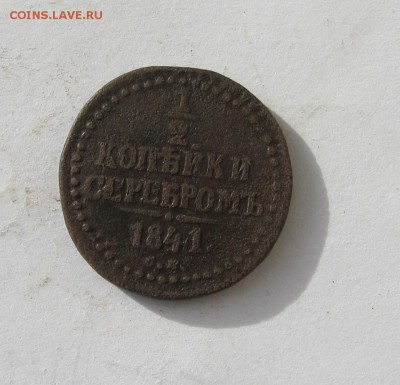 COINS.LAVE.RU
1
2
КОПѢЙКИ
СЕРЕБРОМЪ
1841.